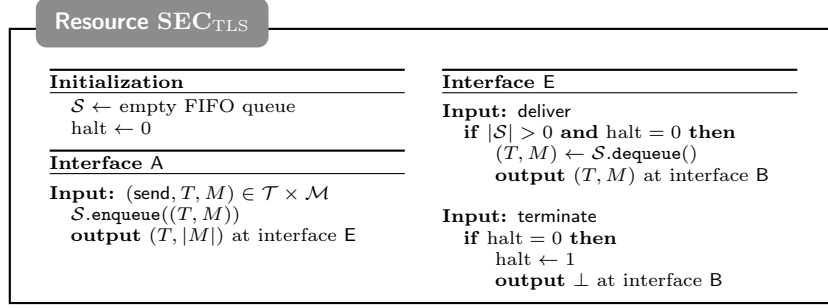 Resource SEC_TLS
Initialization
S ← empty FIFO queue
halt ← 0
Interface A
Input: (send, T, M) ∈ 𝒯 × ℳ
𝒮.enqueue((T, M))
output (T, |M|) at interface E
Interface E
Input: deliver
if |𝒮| > 0 and halt = 0 then
(T, M) ← 𝒮.dequeue()
output (T, M) at interface B
Input: terminate
if halt = 0 then
halt ← 1
output ⊥ at interface B